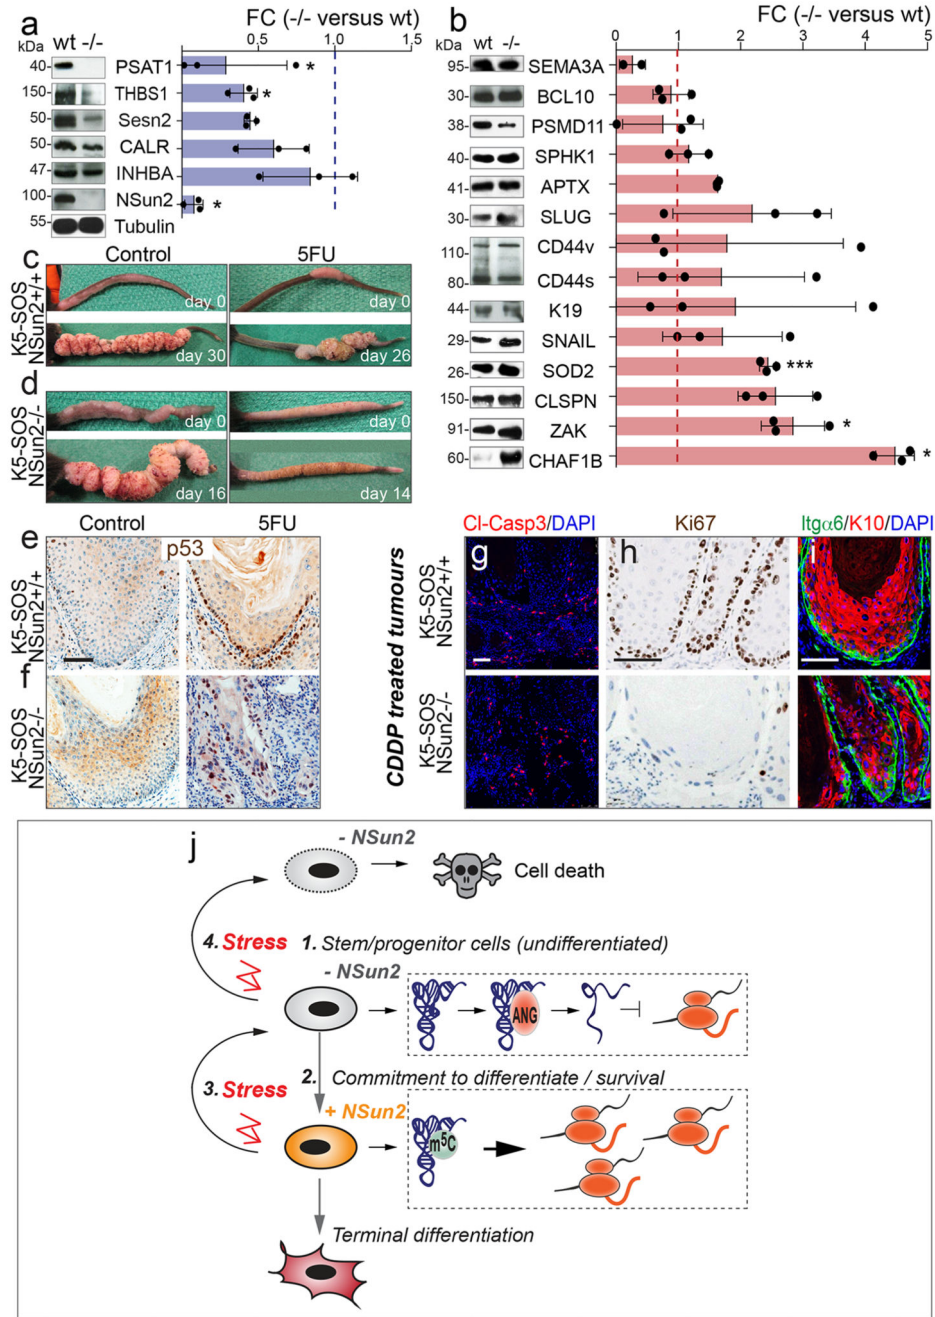 a
FC (-/- versus wt)
kDa wt -/-
0,5 1,0 1,5
40- PSAT1 *
150- THBS1 *
50- Sesn2
50- CALR
47- INHBA
100- NSun2 *
55- Tubulin
b
FC (-/- versus wt)
kDa wt -/-
0 1 2 3 4 5
95- SEMA3A
30- BCL10
38- PSMD11
40- SPHK1
41- APTX
30- SLUG
110- CD44v
80- CD44s
44- K19
29- SNAIL
26- SOD2 ***
150- CLSPN
91- ZAK *
60- CHAF1B *
c
Control 5FU
K5-SOS
NSun2+/+
day 0 day 0
day 30 day 26
d
K5-SOS
NSun2-/-
day 0 day 0
day 16 day 14
Control 5FU
e p53
K5-SOS
NSun2+/+
f
K5-SOS
NSun2-/-
CDDP treated tumours
Cl-Casp3/DAPI Ki67 Itgα6/K10/DAPI
g h i
K5-SOS
NSun2+/+
K5-SOS
NSun2-/-
j
- NSun2
Cell death
4. Stress
1. Stem/progenitor cells (undifferentiated)
- NSun2
ANG
3. Stress
2. Commitment to differentiate / survival
+ NSun2
m5C
Terminal differentiation